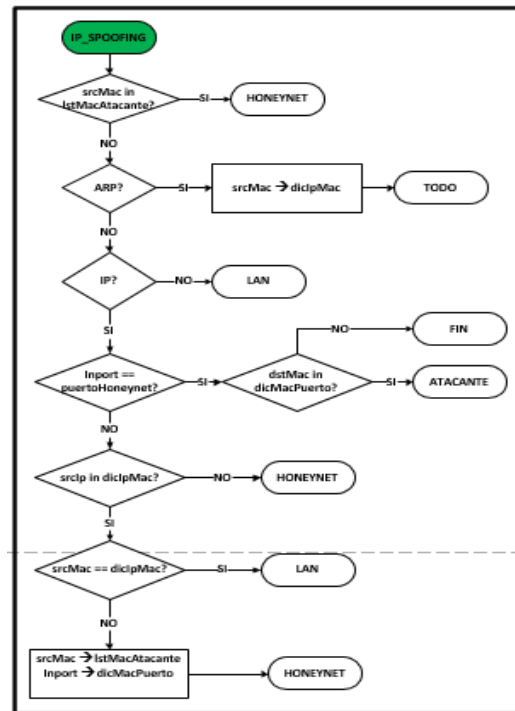 IP_SPOOFING
srcMac in
lstMacAtacante?
SI
HONEYNET
NO
ARP?
SI
srcMac → dicIpMac
TODO
NO
IP?
NO
LAN
SI
NO
FIN
Inport ==
puertoHoneynet?
SI
dstMac in
dicMacPuerto?
SI
ATACANTE
NO
srcIp in dicIpMac?
NO
HONEYNET
SI
srcMac == dicIpMac?
SI
LAN
NO
srcMac → lstMacAtacante
Inport → dicMacPuerto
HONEYNET